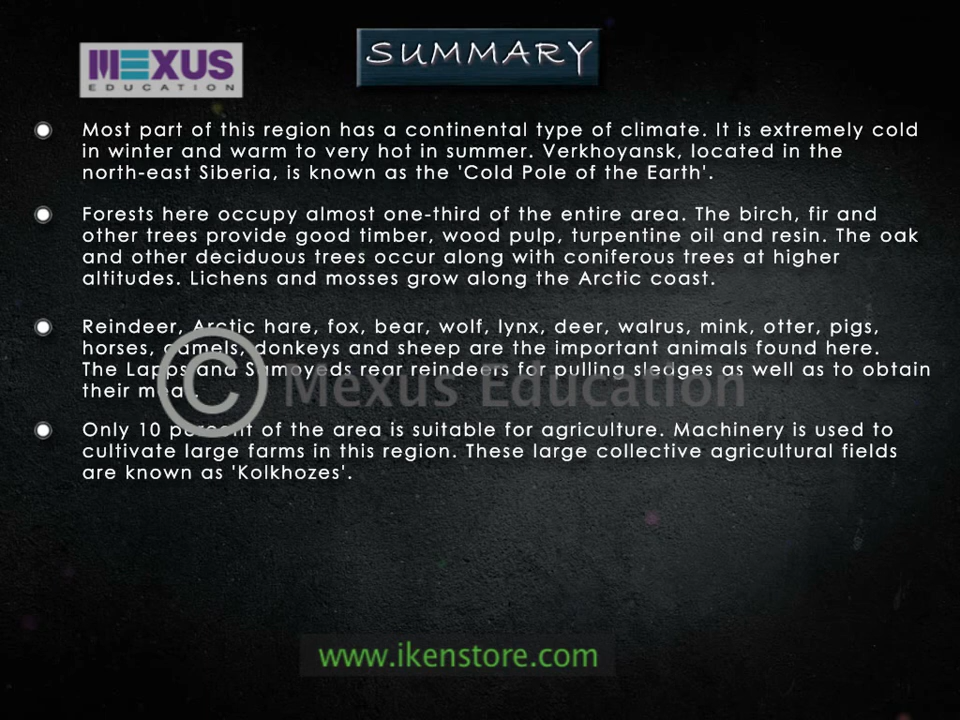 MEXUS
EDUCATION
SUMMARY
Most part of this region has a continental type of climate. It is extremely cold
in winter and warm to very hot in summer. Verkhoyansk, located in the
north-east Siberia, is known as the 'Cold Pole of the Earth'.
Forests here occupy almost one-third of the entire area. The birch, fir and
other trees provide good timber, wood pulp, turpentine oil and resin. The oak
and other deciduous trees occur along with coniferous trees at higher
altitudes. Lichens and mosses grow along the Arctic coast.
Reindeer, Arctic hare, fox, bear, wolf, lynx, deer, walrus, mink, otter, pigs,
horses, camels, donkeys and sheep are the important animals found here.
The Lapps and Samoyeds rear reindeers for pulling sledges as well as to obtain
their meat.
© Mexus Education
Only 10 percent of the area is suitable for agriculture. Machinery is used to
cultivate large farms in this region. These large collective agricultural fields
are known as 'Kolkhozes'.
www.ikenstore.com